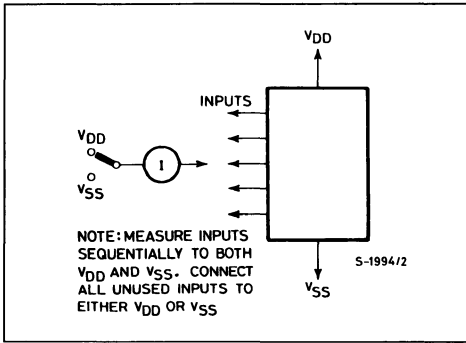 VDD
INPUTS
VDD
I
VSS
NOTE: MEASURE INPUTS
SEQUENTIALLY TO BOTH
VDD AND VSS. CONNECT
ALL UNUSED INPUTS TO
EITHER VDD OR VSS
S-1994/2
VSS